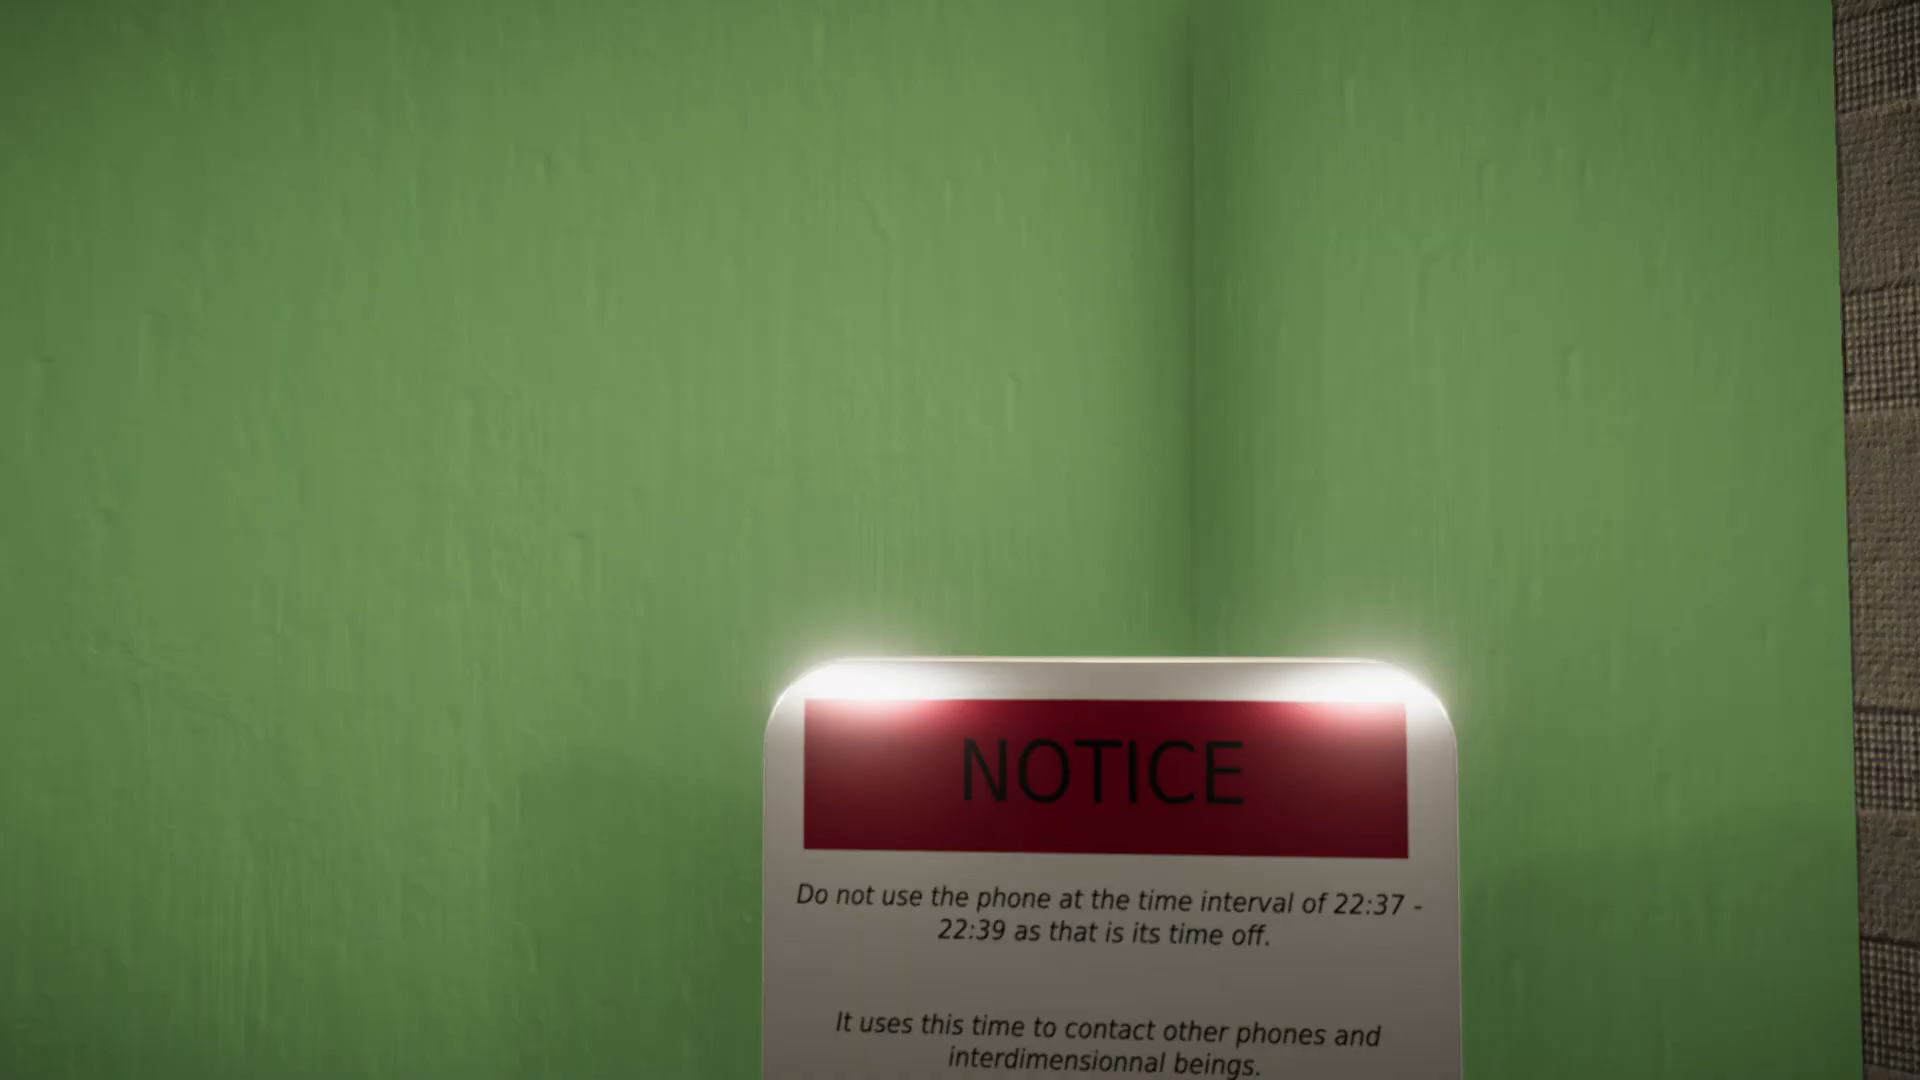 NOTICE
Do not use the phone at the time interval of 22:37 -
22:39 as that is its time off.
It uses this time to contact other phones and
interdimensionnal beings.